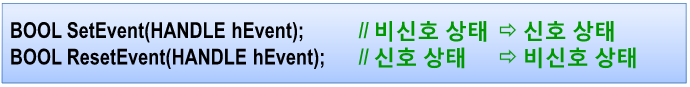 BOOL SetEvent(HANDLE hEvent); // 비신호 상태 ⇨ 신호 상태
BOOL ResetEvent(HANDLE hEvent); // 신호 상태 ⇨ 비신호 상태